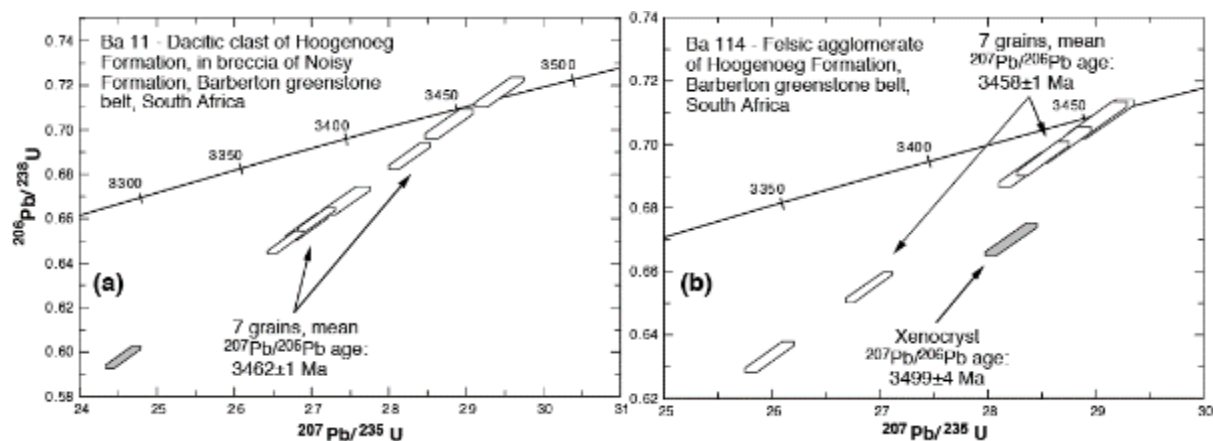 0.74
0.72
0.70
0.68
0.66
0.64
0.62
0.60
0.58
206Pb/238U
Ba 11 - Dacitic clast of Hoogenoeg
Formation, in breccia of Noisy
Formation, Barberton greenstone
belt, South Africa
3300
3350
3400
3450
3500
(a)
7 grains, mean
207Pb/206Pb age:
3462±1 Ma
24 25 26 27 28 29 30 31
207Pb/235U
0.74
0.72
0.70
0.68
0.66
0.64
0.62
Ba 114 - Felsic agglomerate
of Hoogenoeg Formation,
Barberton greenstone belt,
South Africa
7 grains, mean
207Pb/206Pb age:
3458±1 Ma
3350
3400
3450
(b)
Xenocryst
207Pb/206Pb age:
3499±4 Ma
25 26 27 28 29 30
207Pb/235U